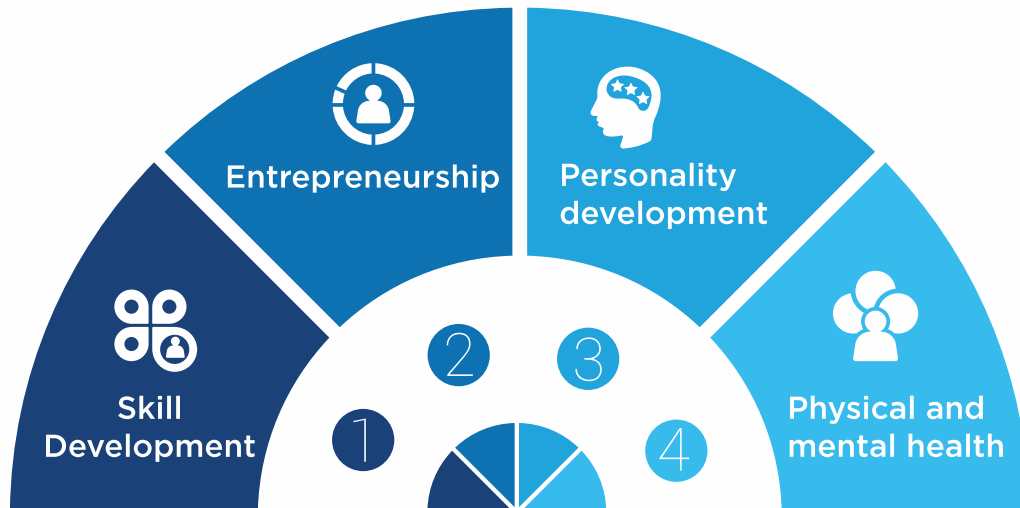 Skill
Development
Entrepreneurship
Personality
development
Physical and
mental health
1
2
3
4